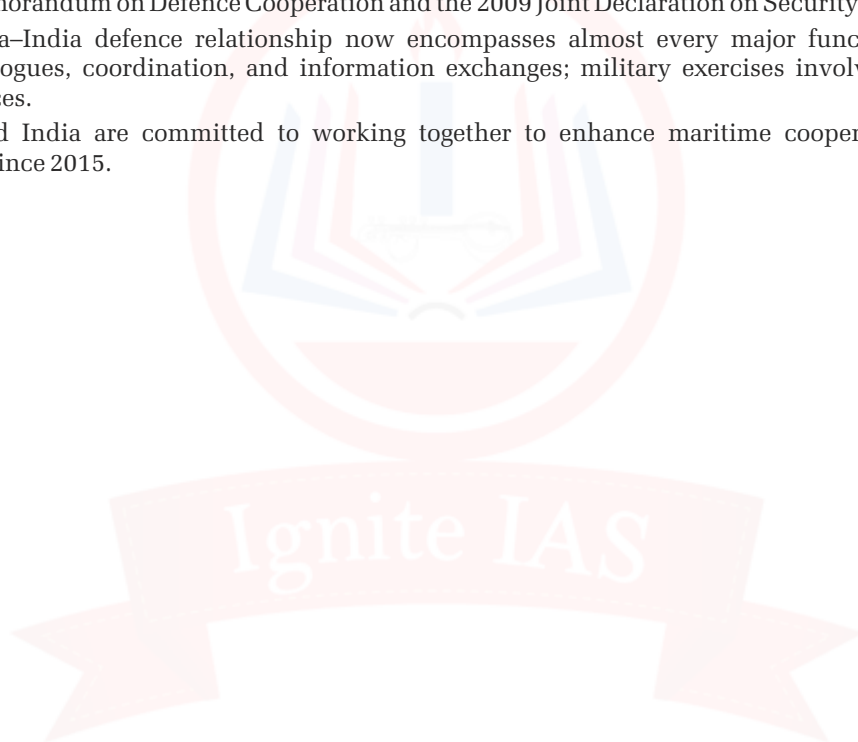 morandum on Defence Cooperation and the 2009 Joint Declaration on Security
a–India defence relationship now encompasses almost every major func
ogues, coordination, and information exchanges; military exercises involv
es.
d India are committed to working together to enhance maritime cooper
ince 2015.
Ignite IAS